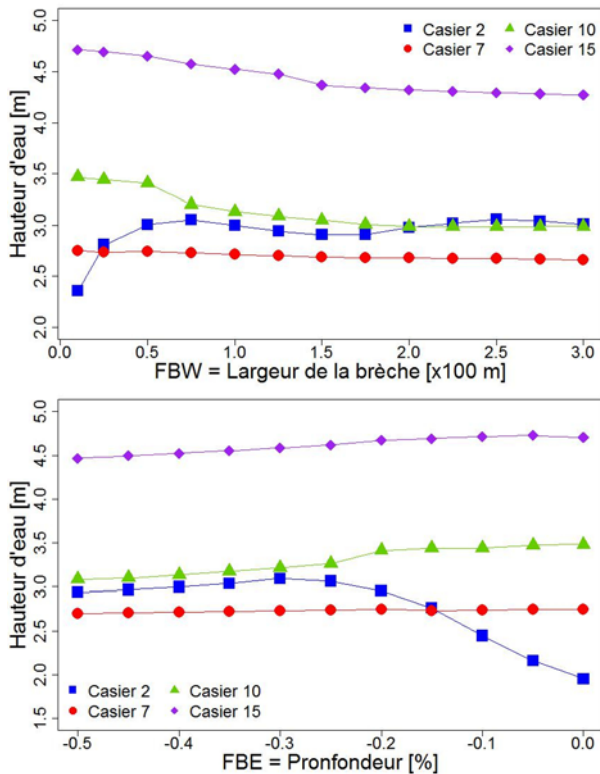 Casier 2 Casier 10
Casier 7 Casier 15
Hauteur d'eau [m]
5.0
4.5
4.0
3.5
3.0
2.5
2.0
0.0 0.5 1.0 1.5 2.0 2.5 3.0
FBW = Largeur de la brèche [x100 m]
Hauteur d'eau [m]
5.0
4.5
4.0
3.5
3.0
2.5
2.0
1.5
Casier 2 Casier 10
Casier 7 Casier 15
-0.5 -0.4 -0.3 -0.2 -0.1 0.0
FBE = Pronfondeur [%]